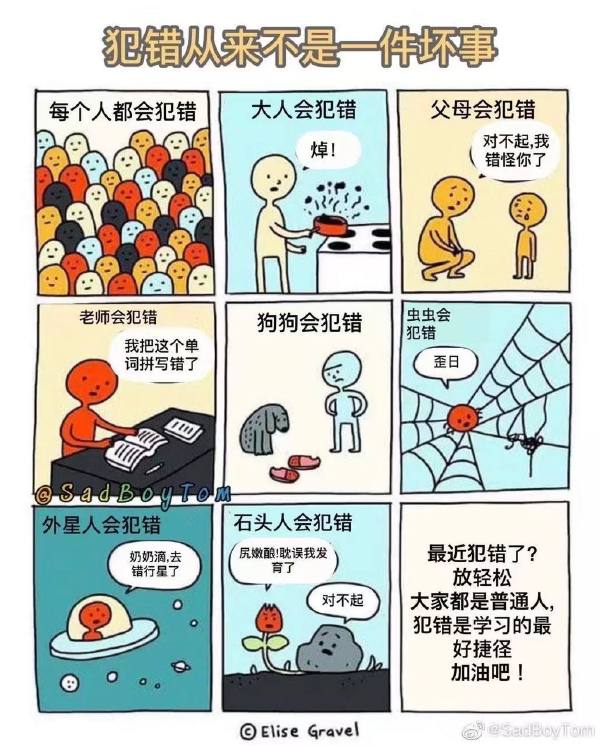 犯错从来不是一件坏事
每个人都会犯错
大人会犯错
焯!
父母会犯错
对不起,我
错怪你了
老师会犯错
我把这个单
词拼写错了
狗狗会犯错
虫虫会
犯错
歪日
@SadBoyTom
外星人会犯错
奶奶滴,去
错行星了
石头人会犯错
尻嫩酿!耽误我发
育了
对不起
最近犯错了?
放轻松
大家都是普通人,
犯错是学习的最
好捷径
加油吧!
© Elise Gravel
@SadBoyTom